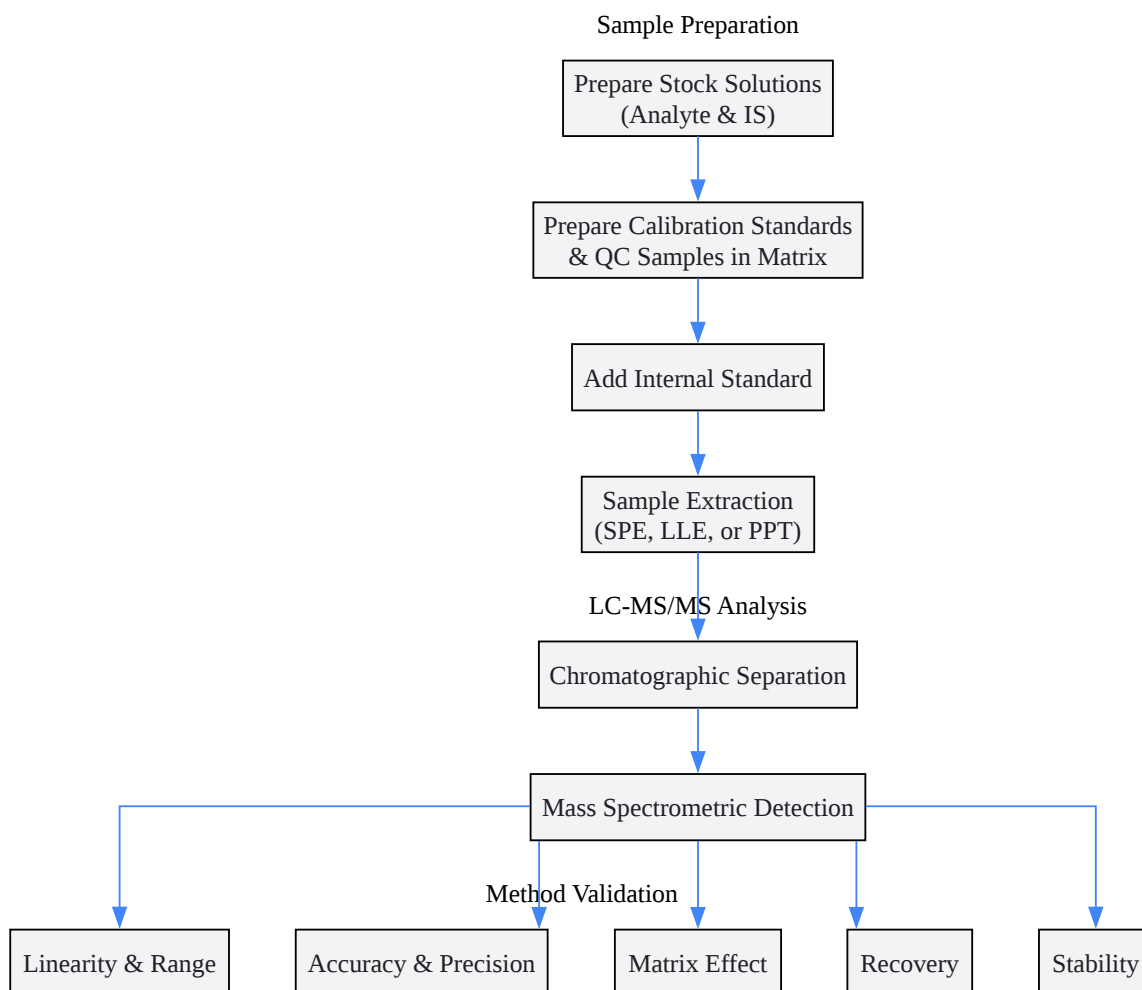 Sample Preparation
Prepare Stock Solutions
(Analyte & IS)
Prepare Calibration Standards
& QC Samples in Matrix
Add Internal Standard
Sample Extraction
(SPE, LLE, or PPT)
LC-MS/MS Analysis
Chromatographic Separation
Mass Spectrometric Detection
Method Validation
Linearity & Range
Accuracy & Precision
Matrix Effect
Recovery
Stability